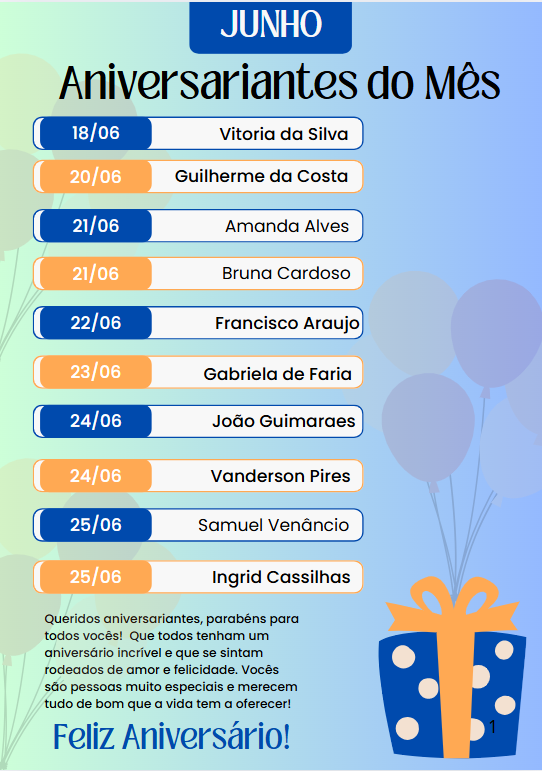 JUNHO
Aniversariantes do Mês
18/06 Vitoria da Silva
20/06 Guilherme da Costa
21/06 Amanda Alves
21/06 Bruna Cardoso
22/06 Francisco Araujo
23/06 Gabriela de Faria
24/06 João Guimaraes
24/06 Vanderson Pires
25/06 Samuel Venâncio
25/06 Ingrid Cassilhas
Queridos aniversariantes, parabéns para
todos vocês! Que todos tenham um
aniversário incrível e que se sintam
rodeados de amor e felicidade. Vocês
são pessoas muito especiais e merecem
tudo de bom que a vida tem a oferecer!
Feliz Aniversário!
1